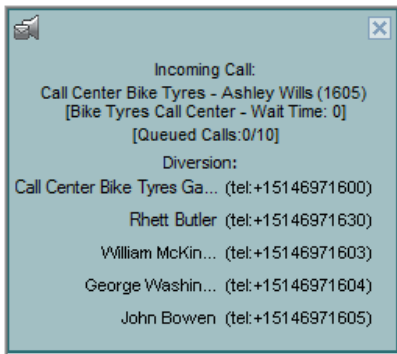 Incoming Call:
Call Center Bike Tyres - Ashley Wills (1605)
[Bike Tyres Call Center - Wait Time: 0]
[Queued Calls:0/10]
Diversion:
Call Center Bike Tyres Ga... (tel:+15146971600)
Rhett Butler (tel:+15146971630)
William McKin... (tel:+15146971603)
George Washin... (tel:+15146971604)
John Bowen (tel:+15146971605)